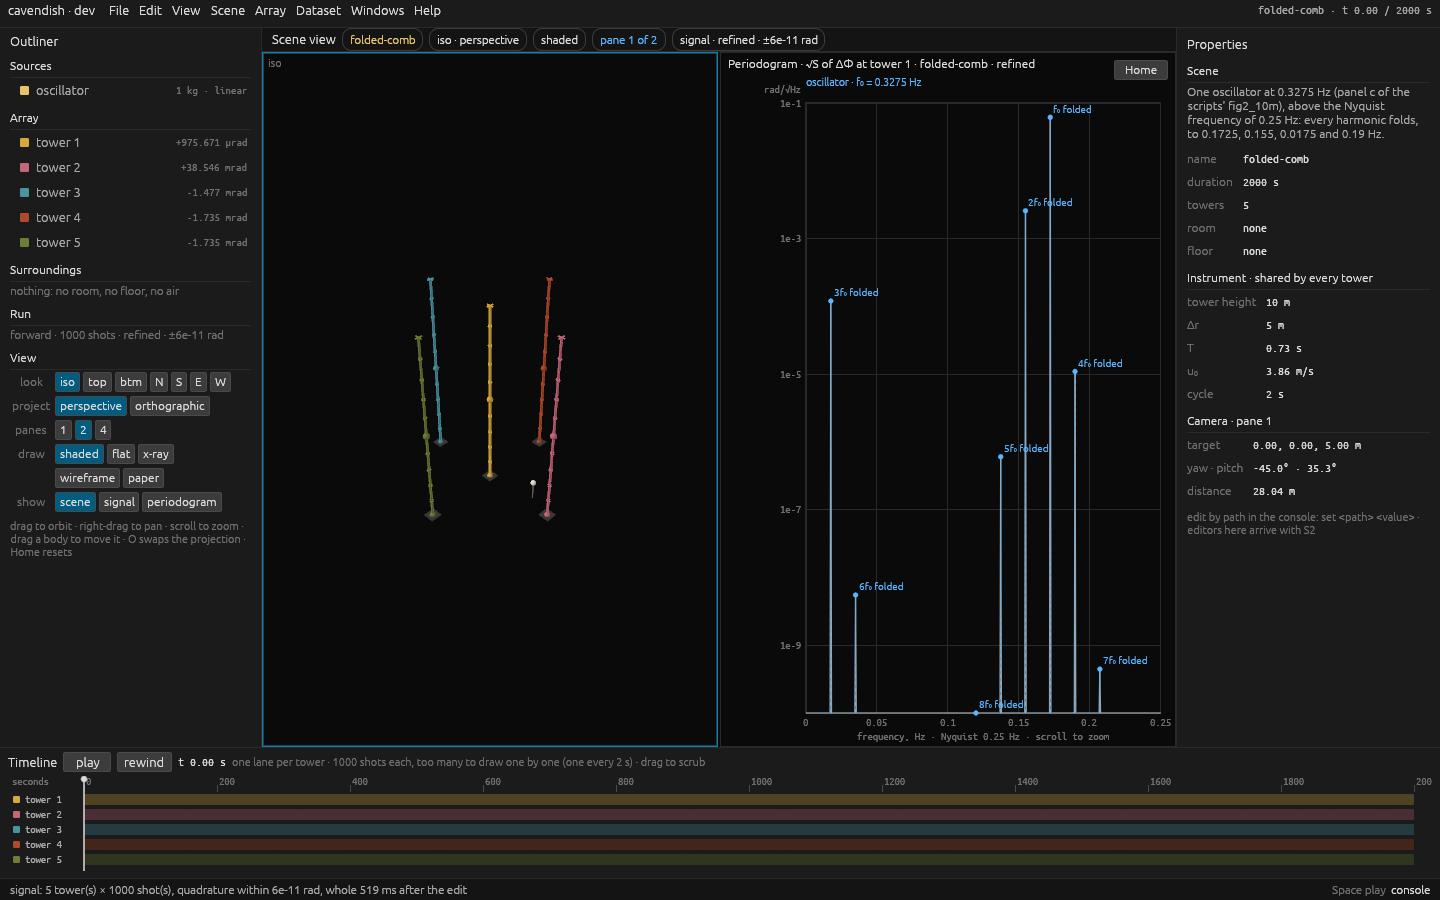 cavendish · dev File Edit View Scene Array Dataset Windows Help
folded-comb · t 0.00 / 2000 s
Outliner
Sources
oscillator 1 kg · linear
Array
tower 1 +975.671 µrad
tower 2 +38.546 mrad
tower 3 -1.477 mrad
tower 4 -1.735 mrad
tower 5 -1.735 mrad
Surroundings
nothing: no room, no floor, no air
Run
forward · 1000 shots · refined · ±6e-11 rad
View
look iso top btm N S E W
project perspective orthographic
panes 1 2 4
draw shaded flat x-ray
wireframe paper
show scene signal periodogram
drag to orbit · right-drag to pan · scroll to zoom ·
drag a body to move it · O swaps the projection ·
Home resets
Scene view folded-comb iso · perspective shaded pane 1 of 2 signal · refined · ±6e-11 rad
iso
Periodogram · √S of ΔΦ at tower 1 · folded-comb · refined
Home
oscillator · f₀ = 0.3275 Hz
rad/√Hz
1e-1
1e-3
1e-5
1e-7
1e-9
f₀ folded
2f₀ folded
3f₀ folded
4f₀ folded
5f₀ folded
6f₀ folded
7f₀ folded
8f₀ folded
0 0.05 0.1 0.15 0.2 0.25
frequency, Hz · Nyquist 0.25 Hz · scroll to zoom
Properties
Scene
One oscillator at 0.3275 Hz (panel c of the
scripts' fig2_10m), above the Nyquist
frequency of 0.25 Hz: every harmonic folds,
to 0.1725, 0.155, 0.0175 and 0.19 Hz.
name folded-comb
duration 2000 s
towers 5
room none
floor none
Instrument · shared by every tower
tower height 10 m
Δr 5 m
T 0.73 s
u₀ 3.86 m/s
cycle 2 s
Camera · pane 1
target 0.00, 0.00, 5.00 m
yaw · pitch -45.0° · 35.3°
distance 28.04 m
edit by path in the console: set <path> <value> ·
editors here arrive with S2
Timeline play rewind t 0.00 s one lane per tower · 1000 shots each, too many to draw one by one (one every 2 s) · drag to scrub
seconds 0 200 400 600 800 1000 1200 1400 1600 1800 200
tower 1
tower 2
tower 3
tower 4
tower 5
signal: 5 tower(s) × 1000 shot(s), quadrature within 6e-11 rad, whole 519 ms after the edit
Space play console